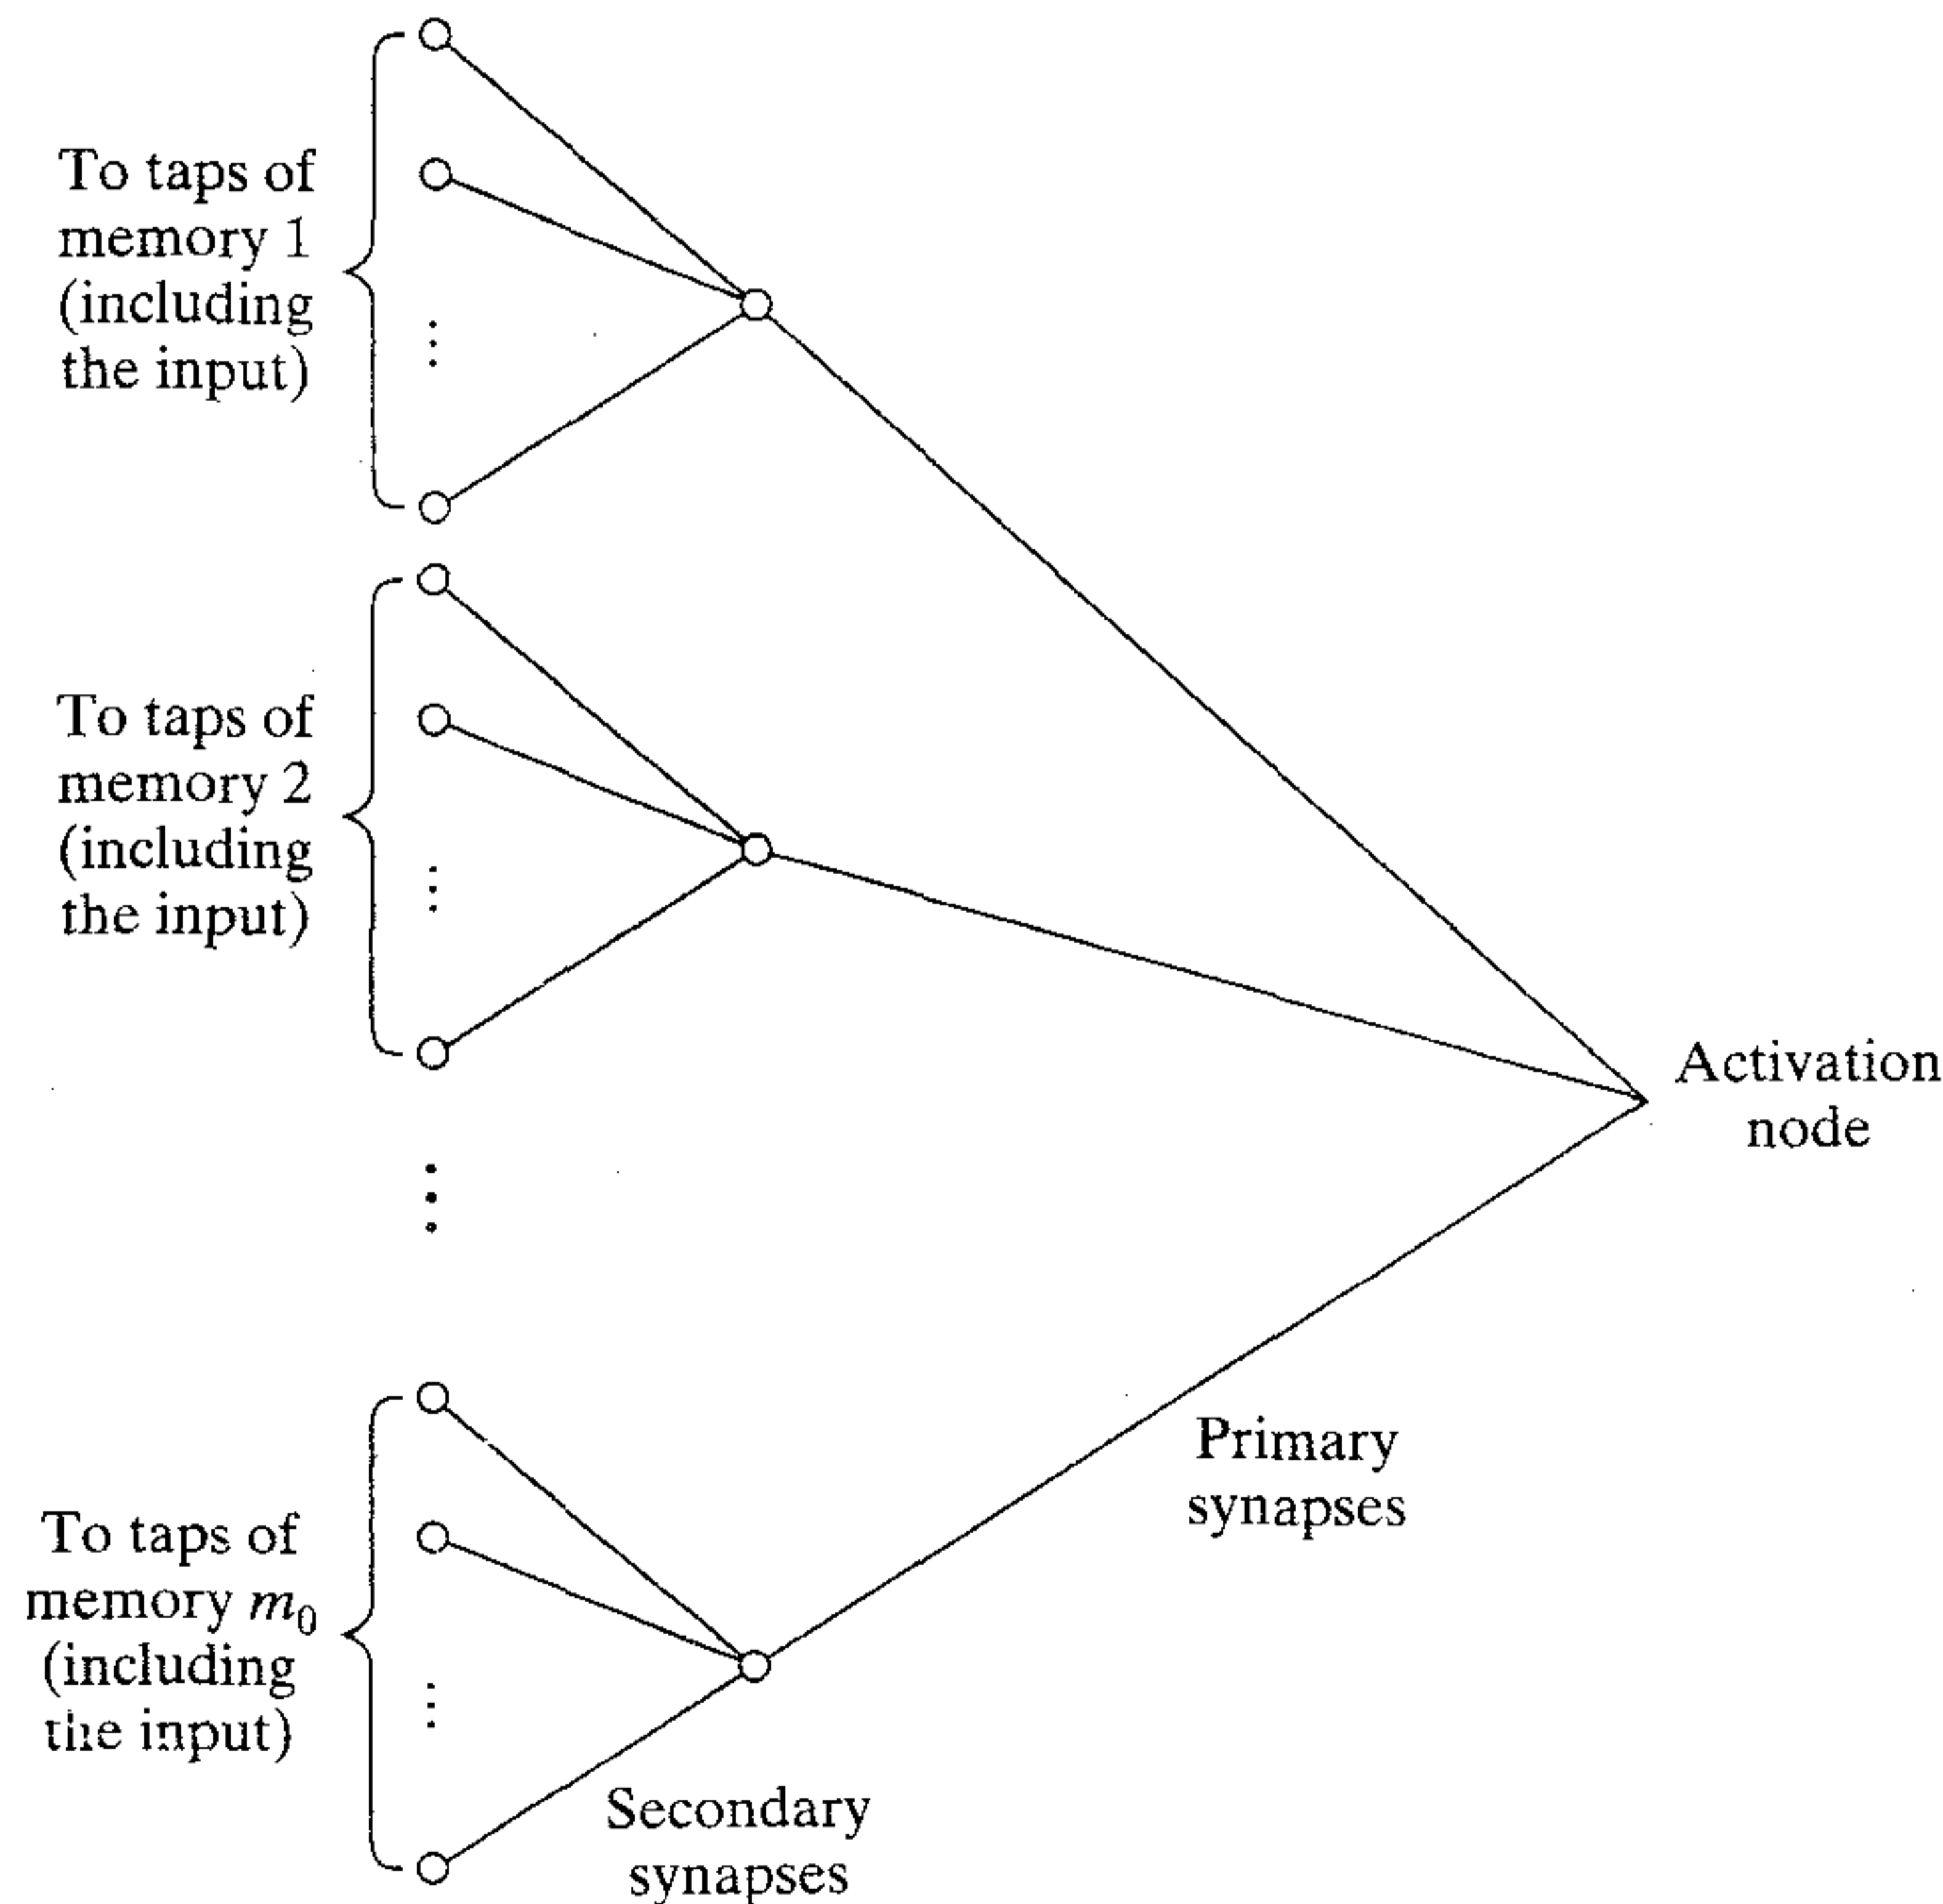 To taps of
memory 1
(including
the input)
To taps of
memory 2
(including
the input)
Activation
node
Primary
synapses
To taps of
memory m₀
(including
the input)
Secondary
synapses